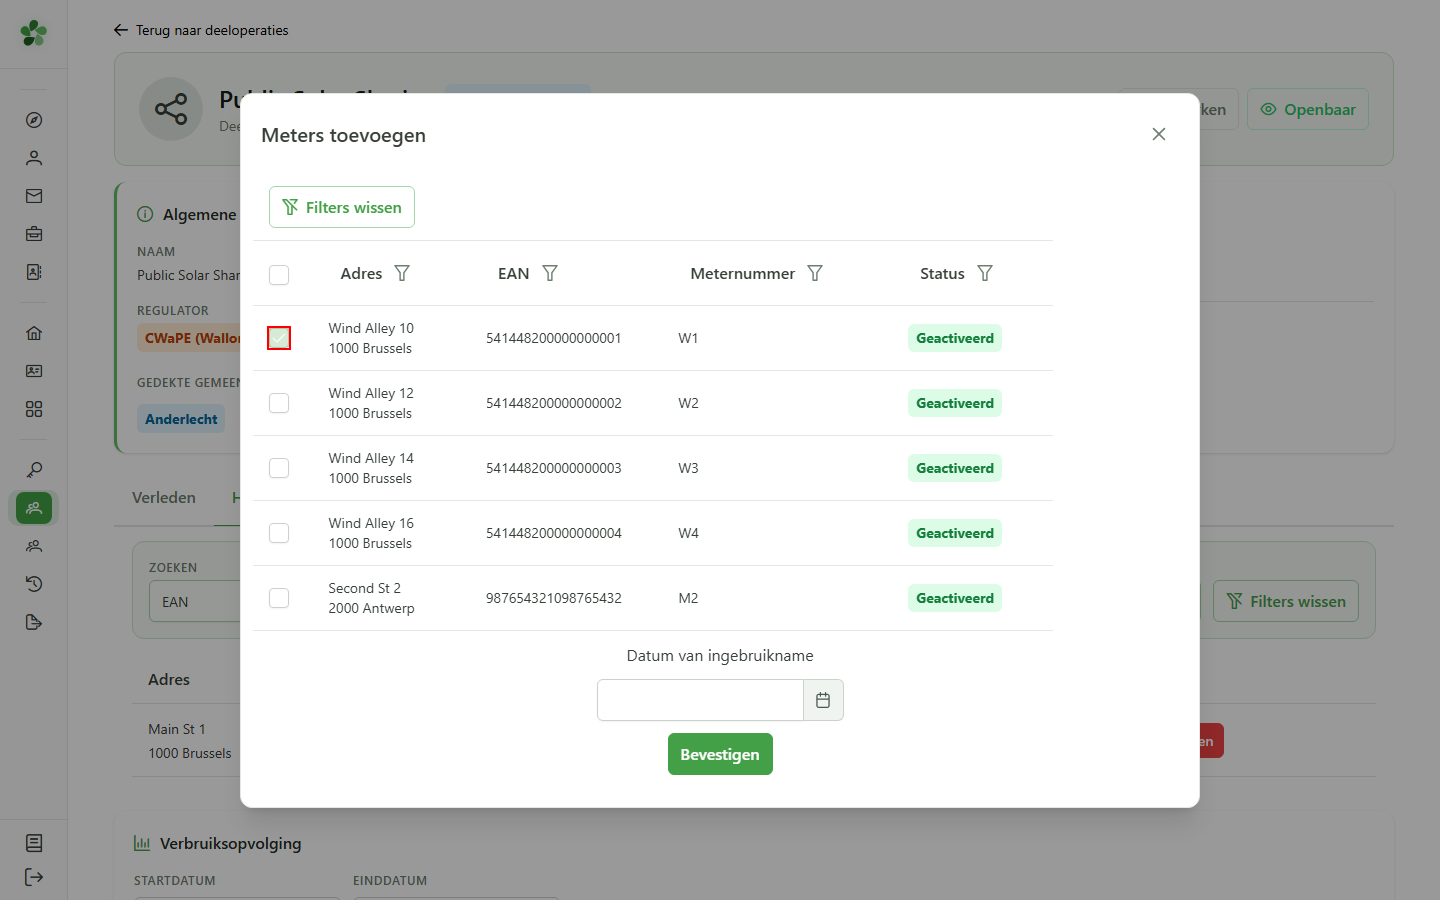 Terug naar deeloperaties
Meters toevoegen
Openbaar
Filters wissen
Algemene
Adres
EAN
Meternummer
Status
NAAM
Public Solar Shar
REGULATOR
CWaPE (Wallo
GEDEKTE GEMEEN
Anderlecht
Wind Alley 10
1000 Brussels
541448200000000001
W1
Geactiveerd
Wind Alley 12
1000 Brussels
541448200000000002
W2
Geactiveerd
Wind Alley 14
1000 Brussels
541448200000000003
W3
Geactiveerd
Wind Alley 16
1000 Brussels
541448200000000004
W4
Geactiveerd
Second St 2
2000 Antwerp
987654321098765432
M2
Geactiveerd
Verleden
ZOEKEN
EAN
Filters wissen
Datum van ingebruikname
Bevestigen
Adres
Main St 1
1000 Brussels
Verbruiksopvolging
STARTDATUM
EINDDATUM